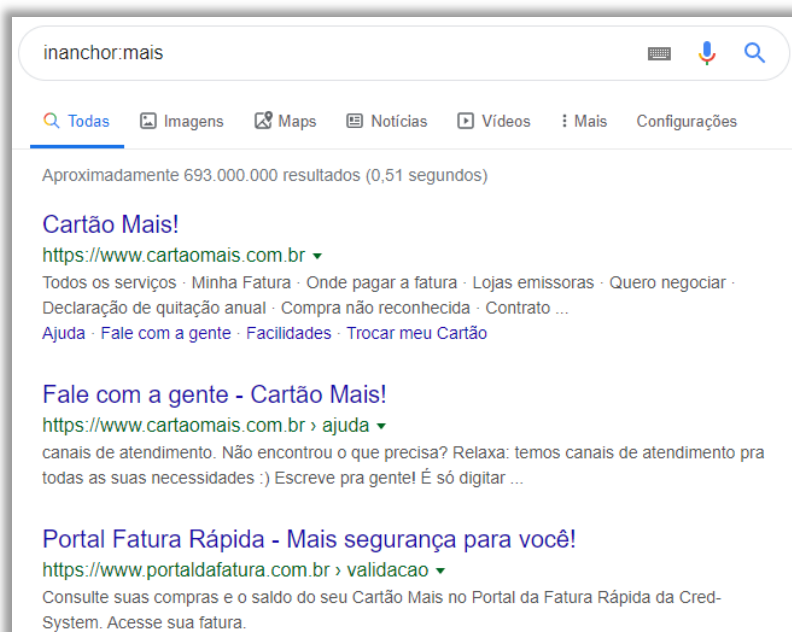 inanchor:mais
Todas Imagens Maps Notícias Vídeos Mais Configurações
Aproximadamente 693.000.000 resultados (0,51 segundos)
Cartão Mais!
https://www.cartaomais.com.br
Todos os serviços · Minha Fatura · Onde pagar a fatura · Lojas emissoras · Quero negociar ·
Declaração de quitação anual · Compra não reconhecida · Contrato ...
Ajuda · Fale com a gente · Facilidades · Trocar meu Cartão
Fale com a gente - Cartão Mais!
https://www.cartaomais.com.br › ajuda
canais de atendimento. Não encontrou o que precisa? Relaxa: temos canais de atendimento pra
todas as suas necessidades :) Escreve pra gente! É só digitar ...
Portal Fatura Rápida - Mais segurança para você!
https://www.portaldafatura.com.br › validacao
Consulte suas compras e o saldo do seu Cartão Mais no Portal da Fatura Rápida da Cred-
System. Acesse sua fatura.